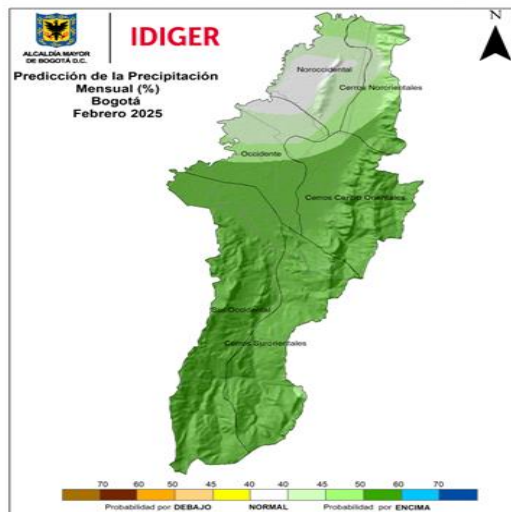 ALCALDÍA MAYOR
DE BOGOTÁ D.C.
IDIGER
N
Predicción de la Precipitación
Mensual (%)
Bogotá
Febrero 2025
Noroccidental
Cerros Nororientales
Occidente
Cerros Centro Orientales
Sur Occidental
Cerros Surorientales
70 60 50 45 40 40 45 50 60 70
Probabilidad por DEBAJO NORMAL Probabilidad por ENCIMA